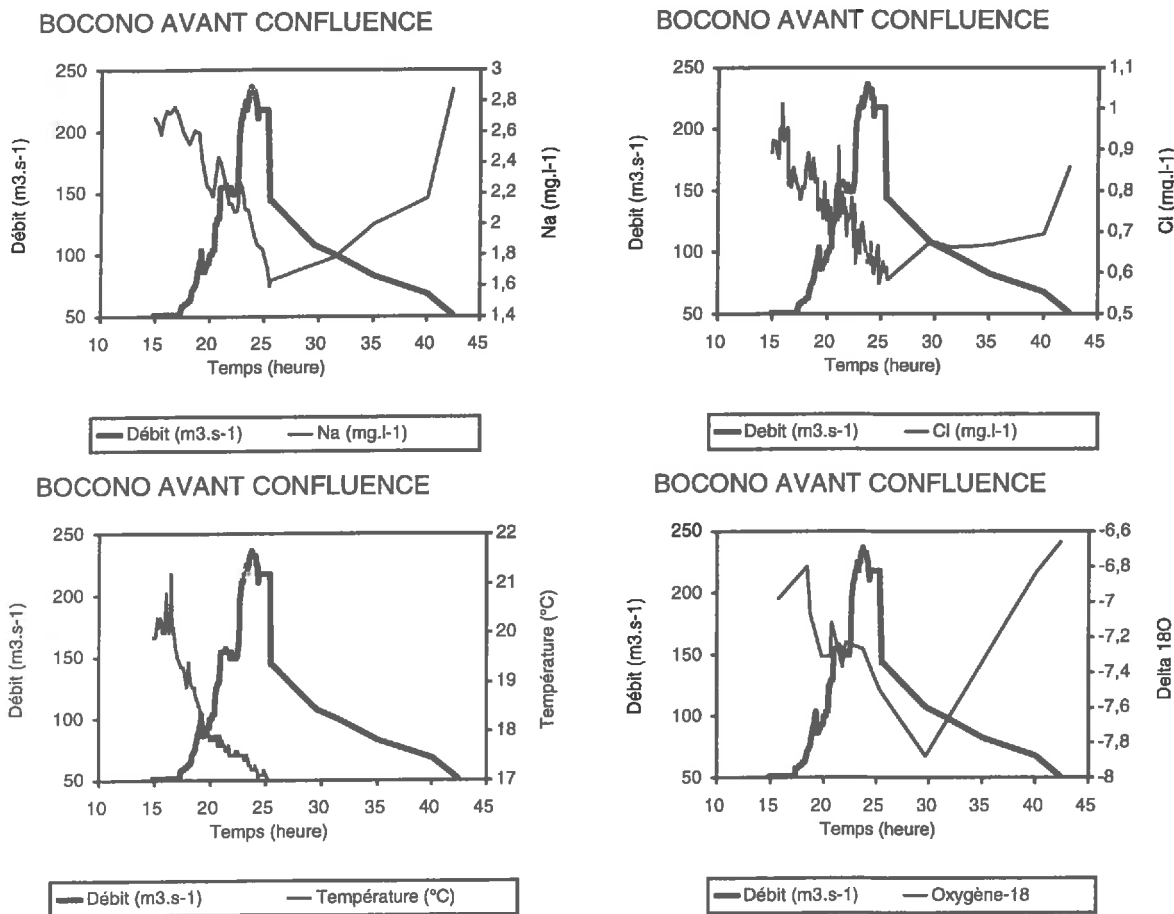 BOCONO AVANT CONFLUENCE
250
200
150
100
50
Débit (m3.s-1)
3
2,8
2,6
2,4
2,2
2
1,8
1,6
1,4
Na (mg.l-1)
10 15 20 25 30 35 40 45
Temps (heure)
Débit (m3.s-1) Na (mg.l-1)
BOCONO AVANT CONFLUENCE
250
200
150
100
50
Debit (m3.s-1)
1,1
1
0,9
0,8
0,7
0,6
0,5
Cl (mg.l-1)
10 15 20 25 30 35 40 45
Temps (heure)
Debit (m3.s-1) Cl (mg.l-1)
BOCONO AVANT CONFLUENCE
250
200
150
100
50
Débit (m3.s-1)
22
21
20
19
18
17
Température (°C)
10 15 20 25 30 35 40 45
Temps (heure)
Débit (m3.s-1) Température (°C)
BOCONO AVANT CONFLUENCE
250
200
150
100
50
Débit (m3.s-1)
-6,6
-6,8
-7
-7,2
-7,4
-7,6
-7,8
-8
Delta 18O
10 15 20 25 30 35 40 45
Temps (heure)
Débit (m3.s-1) Oxygène-18